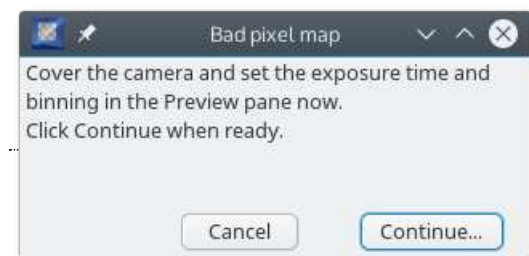 Bad pixel map
Cover the camera and set the exposure time and
binning in the Preview pane now.
Click Continue when ready.
Cancel
Continue...